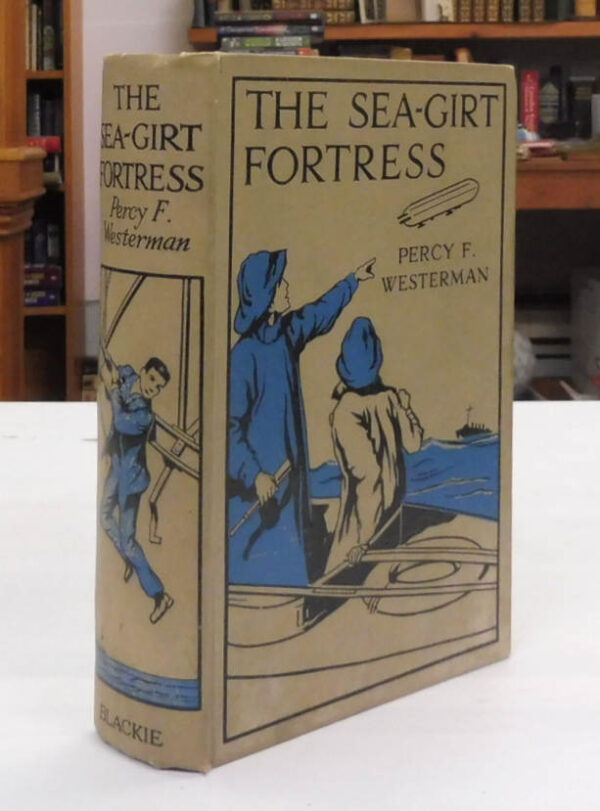 THE
SEA-GIRT
FORTRESS
Percy F.
Westerman
BLACKIE
THE SEA-GIRT
FORTRESS
PERCY F.
WESTERMAN